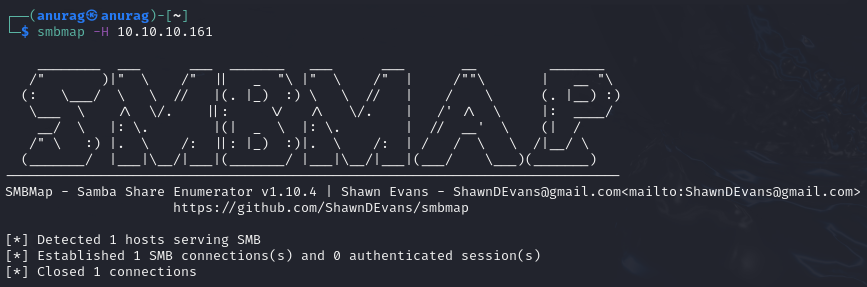 ┌──(anurag㉿anurag)-[~]
└─$ smbmap -H 10.10.10.161
SMBMAP
SMBMap - Samba Share Enumerator v1.10.4 | Shawn Evans - ShawnDEvans@gmail.com<mailto:ShawnDEvans@gmail.com>
https://github.com/ShawnDEvans/smbmap
[*] Detected 1 hosts serving SMB
[*] Established 1 SMB connections(s) and 0 authenticated session(s)
[*] Closed 1 connections